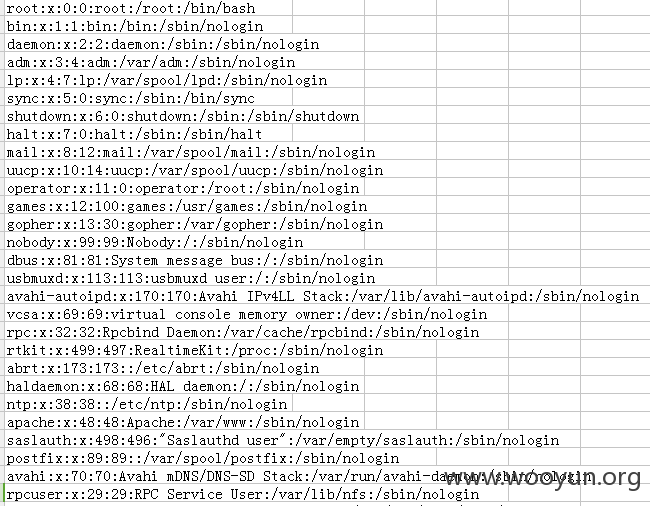 root:x:0:0:root:/root:/bin/bash
bin:x:1:1:bin:/bin:/sbin/nologin
daemon:x:2:2:daemon:/sbin:/sbin/nologin
adm:x:3:4:adm:/var/adm:/sbin/nologin
lp:x:4:7:lp:/var/spool/lpd:/sbin/nologin
sync:x:5:0:sync:/sbin:/bin/sync
shutdown:x:6:0:shutdown:/sbin:/sbin/shutdown
halt:x:7:0:halt:/sbin:/sbin/halt
mail:x:8:12:mail:/var/spool/mail:/sbin/nologin
uucp:x:10:14:uucp:/var/spool/uucp:/sbin/nologin
operator:x:11:0:operator:/root:/sbin/nologin
games:x:12:100:games:/usr/games:/sbin/nologin
gopher:x:13:30:gopher:/var/gopher:/sbin/nologin
nobody:x:99:99:Nobody:/:/sbin/nologin
dbus:x:81:81:System message bus:/:/sbin/nologin
usbmuxd:x:113:113:usbmuxd user:/:/sbin/nologin
avahi-autoipd:x:170:170:Avahi IPv4LL Stack:/var/lib/avahi-autoipd:/sbin/nologin
vcsa:x:69:69:virtual console memory owner:/dev:/sbin/nologin
rpc:x:32:32:Rpcbind Daemon:/var/cache/rpcbind:/sbin/nologin
rtkit:x:499:497:RealtimeKit:/proc:/sbin/nologin
abrt:x:173:173::/etc/abrt:/sbin/nologin
haldaemon:x:68:68:HAL daemon:/:/sbin/nologin
ntp:x:38:38::/etc/ntp:/sbin/nologin
apache:x:48:48:Apache:/var/www:/sbin/nologin
saslauth:x:498:496:"Saslauthd user":/var/empty/saslauth:/sbin/nologin
postfix:x:89:89::/var/spool/postfix:/sbin/nologin
avahi:x:70:70:Avahi mDNS/DNS-SD Stack:/var/run/avahi-daemon:/sbin/nologin
www.wooyun.org
rpcuser:x:29:29:RPC Service User:/var/lib/nfs:/sbin/nologin